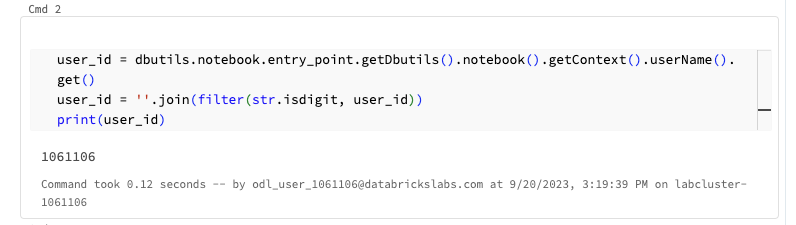 Cmd 2
user_id = dbutils.notebook.entry_point.getDbutils().notebook().getContext().userName().
get()
user_id = ''.join(filter(str.isdigit, user_id))
print(user_id)
1061106
Command took 0.12 seconds -- by odl_user_1061106@databrickslabs.com at 9/20/2023, 3:19:39 PM on labcluster-
1061106